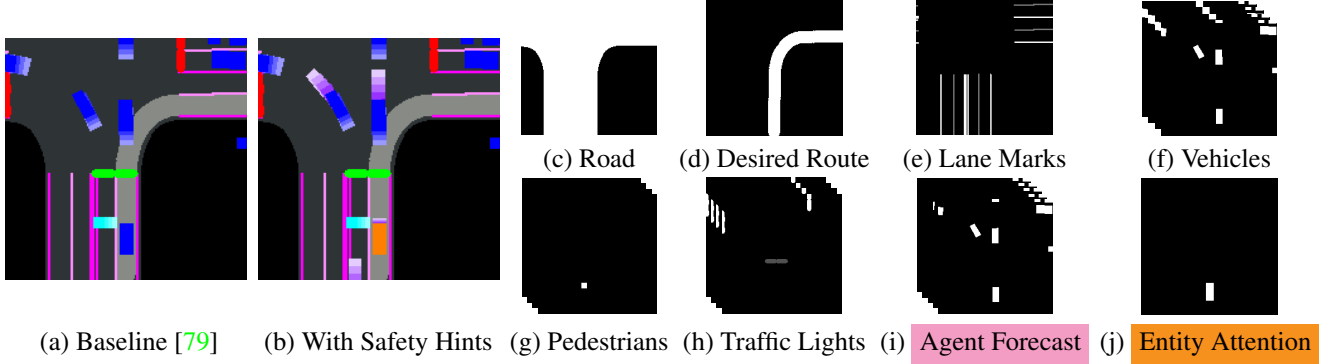 (c) Road
(d) Desired Route
(e) Lane Marks
(f) Vehicles
(a) Baseline [79]
(b) With Safety Hints
(g) Pedestrians
(h) Traffic Lights
(i) Agent Forecast
(j) Entity Attention